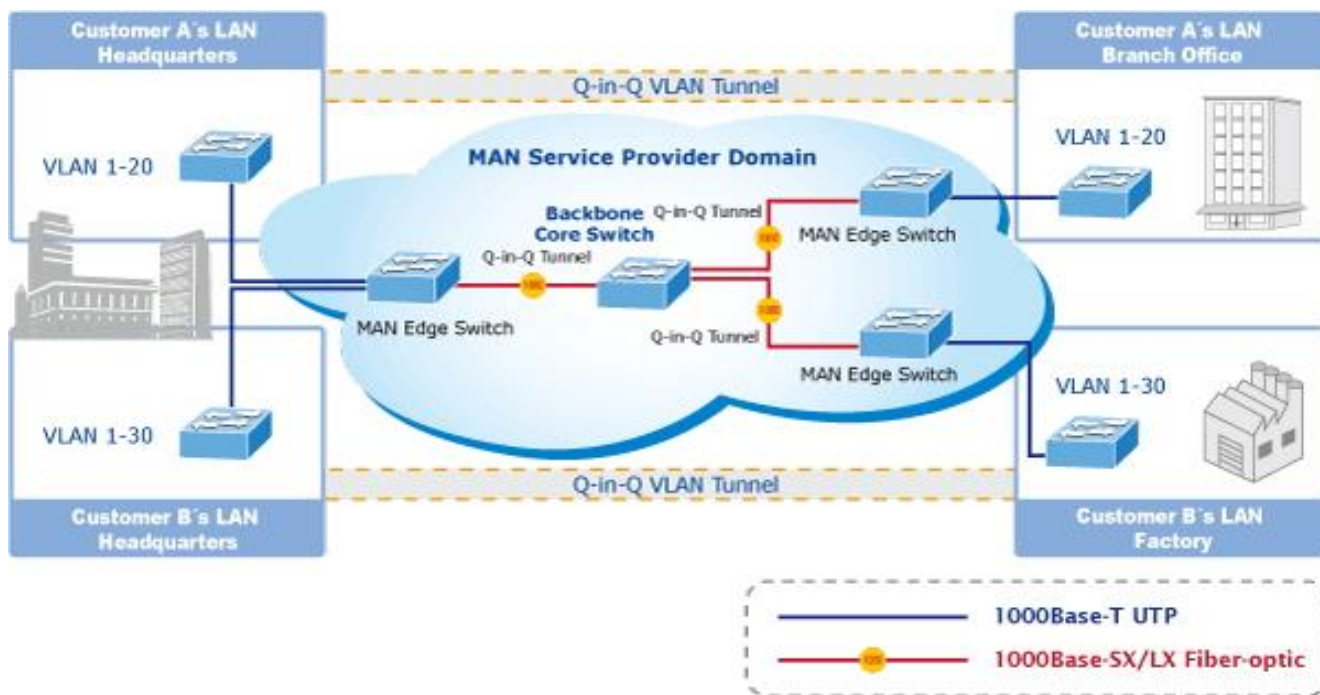 Customer A's LAN
Headquarters
Customer A's LAN
Branch Office
Q-in-Q VLAN Tunnel
VLAN 1-20
MAN Service Provider Domain
VLAN 1-20
Backbone
Core Switch
Q-in-Q Tunnel
MAN Edge Switch
Q-in-Q Tunnel
MAN Edge Switch
Q-in-Q Tunnel
MAN Edge Switch
VLAN 1-30
VLAN 1-30
Q-in-Q VLAN Tunnel
Customer B's LAN
Headquarters
Customer B's LAN
Factory
1000Base-T UTP
1000Base-SX/LX Fiber-optic